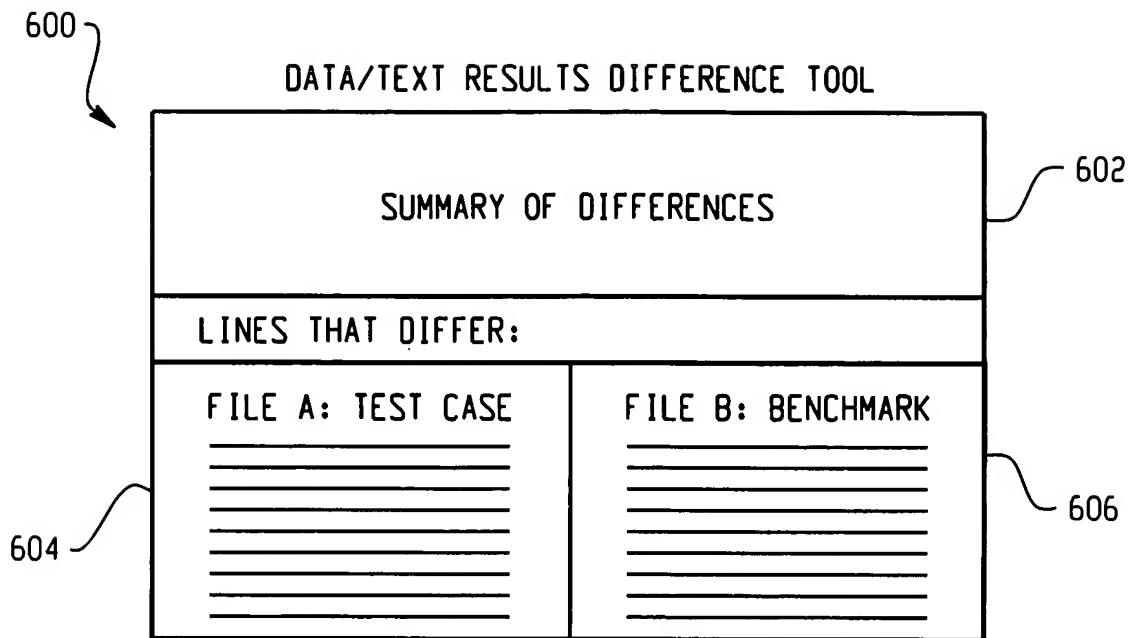 600
DATA/TEXT RESULTS DIFFERENCE TOOL
602
SUMMARY OF DIFFERENCES
LINES THAT DIFFER:
FILE A: TEST CASE
FILE B: BENCHMARK
604
606